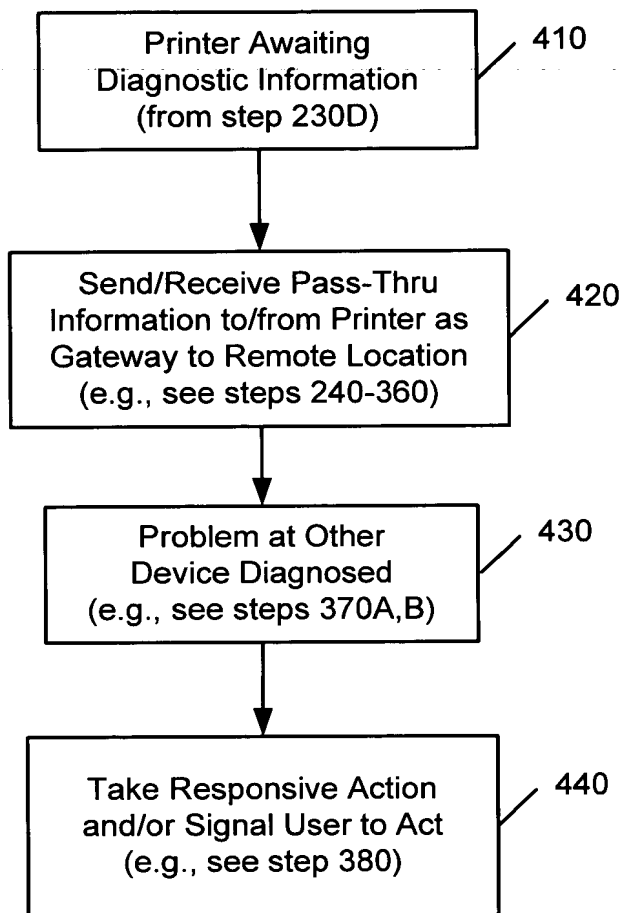 Printer Awaiting
Diagnostic Information
(from step 230D)
410
Send/Receive Pass-Thru
Information to/from Printer as
Gateway to Remote Location
(e.g., see steps 240-360)
420
Problem at Other
Device Diagnosed
(e.g., see steps 370A,B)
430
Take Responsive Action
and/or Signal User to Act
(e.g., see step 380)
440